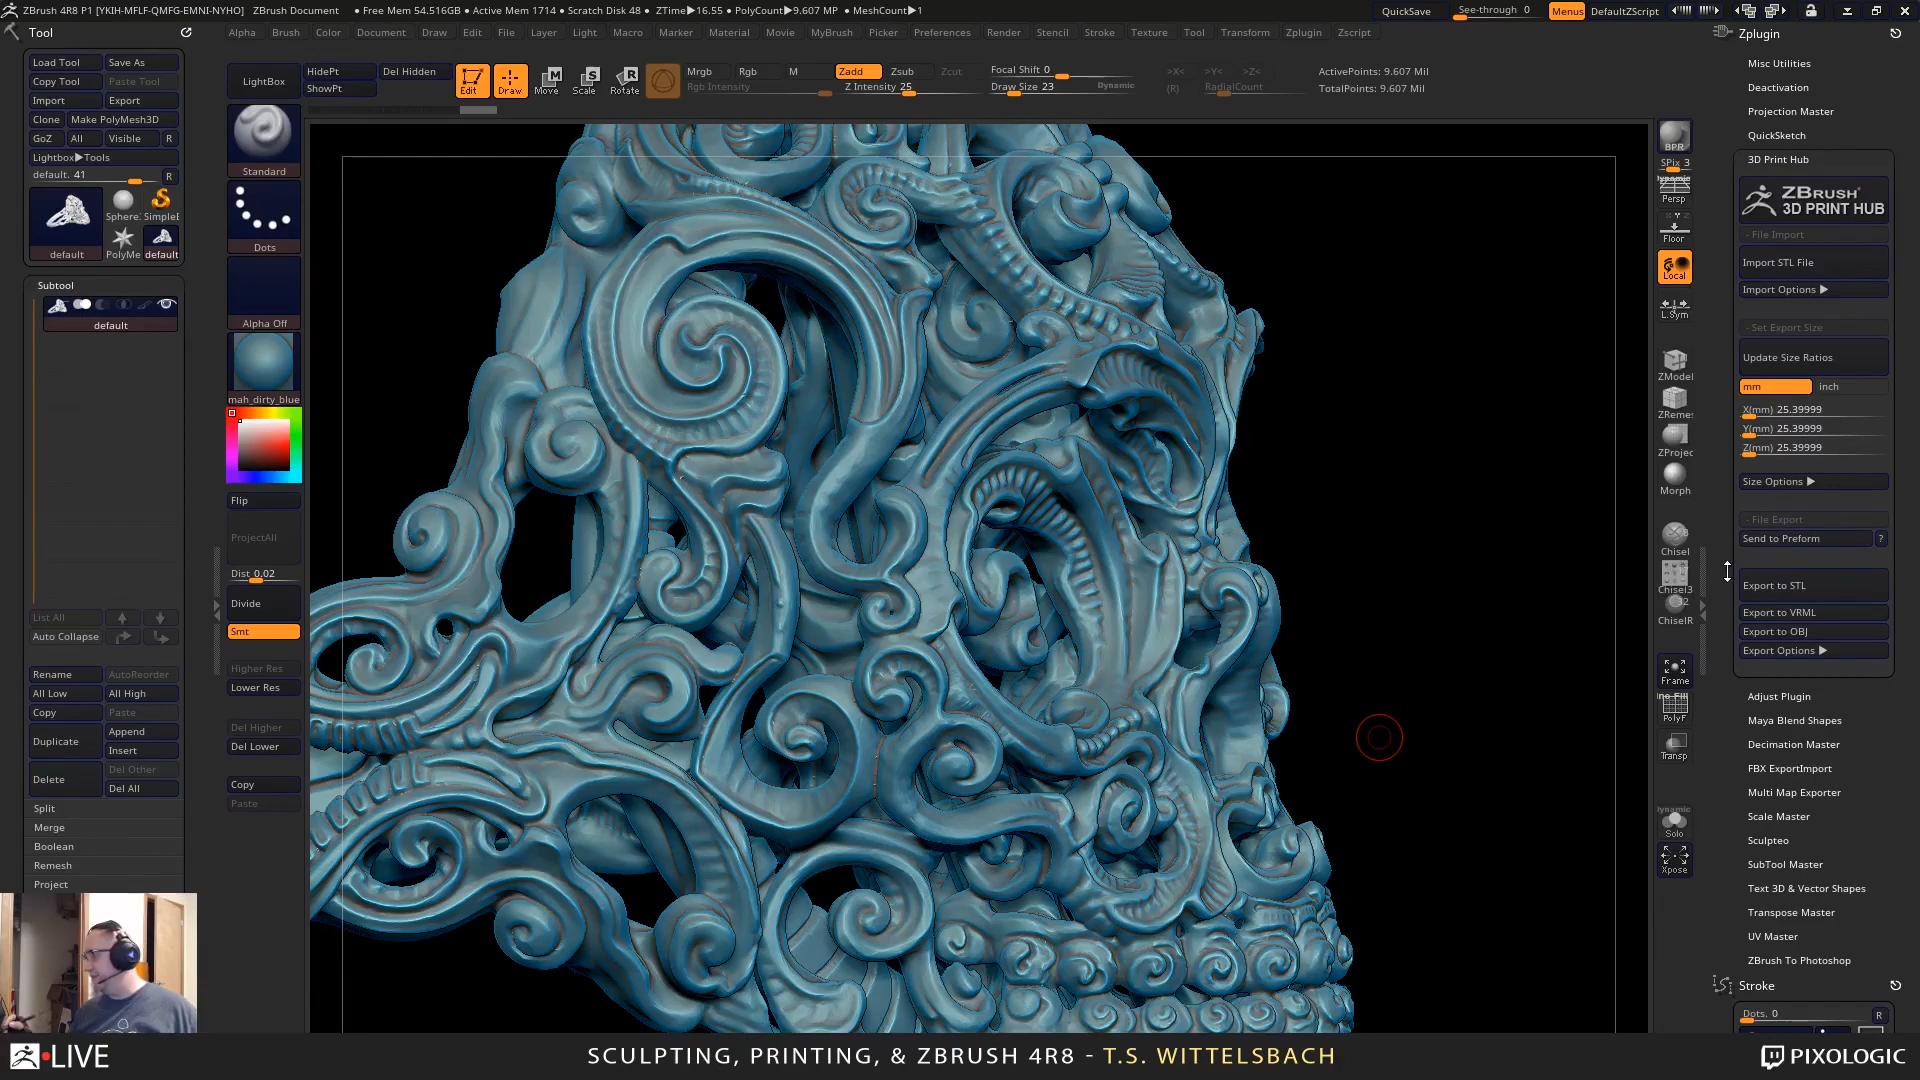 ZBrush 4R8 P1 [YKIH-MFLF-QMFG-EMNI-NYHO] ZBrush Document ● Free Mem 54.516GB ● Active Mem 1714 ● Scratch Disk 48 ● ZTime▶16.55 ● PolyCount▶9.607 MP ● MeshCount▶1
QuickSave See-through 0 Menus DefaultZScript
Tool
Alpha Brush Color Document Draw Edit File Layer Light Macro Marker Material Movie MyBrush Picker Preferences Render Stencil Stroke Texture Tool Transform Zplugin Zscript
Load Tool Save As
Copy Tool Paste Tool
Import Export
Clone Make PolyMesh3D
GoZ All Visible R
Lightbox▶Tools
default. 41 R
Sphere: SimpleE
default PolyMe default
Subtool
default
List All
Auto Collapse
Rename AutoReorder
All Low All High
Copy Paste
Duplicate Append
Insert
Delete Del Other
Del All
Split
Merge
Boolean
Remesh
Project
LightBox
HidePt
ShowPt
Del Hidden
Edit Draw Move Scale Rotate
M S R
Mrgb Rgb M
Rgb Intensity
Zadd Zsub Zcut
Z Intensity 25
Focal Shift 0
Draw Size 23 Dynamic
>X< >Y< >Z<
(R) RadialCount
ActivePoints: 9.607 Mil
TotalPoints: 9.607 Mil
Standard
Dots
Alpha Off
mah_dirty_blue
Flip
ProjectAll
Dist 0.02
Divide
Smt
Higher Res
Lower Res
Del Higher
Del Lower
Copy
Paste
BPR
SPix 3
Dynamic
Persp
X Y Z
Floor
Local
L.Sym
ZModel
ZRemes
ZProjec
Morph
Chisel
Chisel3
32
ChiselR
Frame
PolyF
Transp
Dynamic
Solo
Xpose
Zplugin
Misc Utilities
Deactivation
Projection Master
QuickSketch
3D Print Hub
ZBRUSH®
3D PRINT HUB
- File Import
Import STL File
Import Options ▶
- Set Export Size
Update Size Ratios
mm inch
X(mm) 25.39999
Y(mm) 25.39999
Z(mm) 25.39999
Size Options ▶
- File Export
Send to Preform ?
Export to STL
Export to VRML
Export to OBJ
Export Options ▶
Adjust Plugin
Maya Blend Shapes
Decimation Master
FBX ExportImport
Multi Map Exporter
Scale Master
Sculpteo
SubTool Master
Text 3D & Vector Shapes
Transpose Master
UV Master
ZBrush To Photoshop
Stroke
Dots. 0 R
LIVE SCULPTING, PRINTING, & ZBRUSH 4R8 - T.S. WITTELSBACH PIXOLOGIC